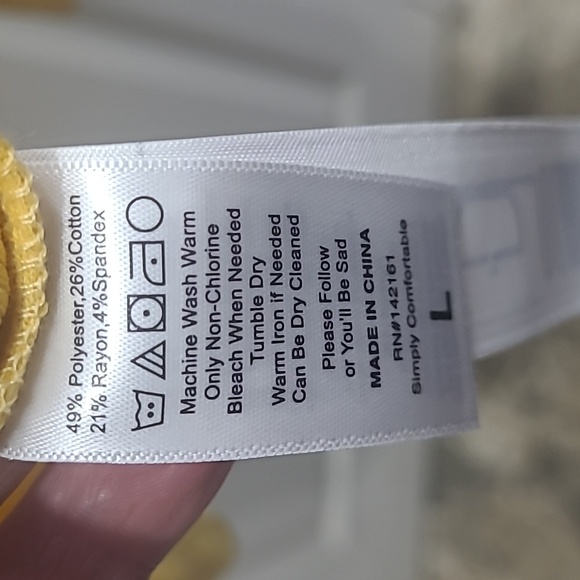 49% Polyester,26%Cotton
21% Rayon,4%Spandex
Machine Wash Warm
Only Non-Chlorine
Bleach When Needed
Tumble Dry
Warm Iron if Needed
Can Be Dry Cleaned
Please Follow
or You'll Be Sad
MADE IN CHINA
RN#142161
Simply Comfortable
L